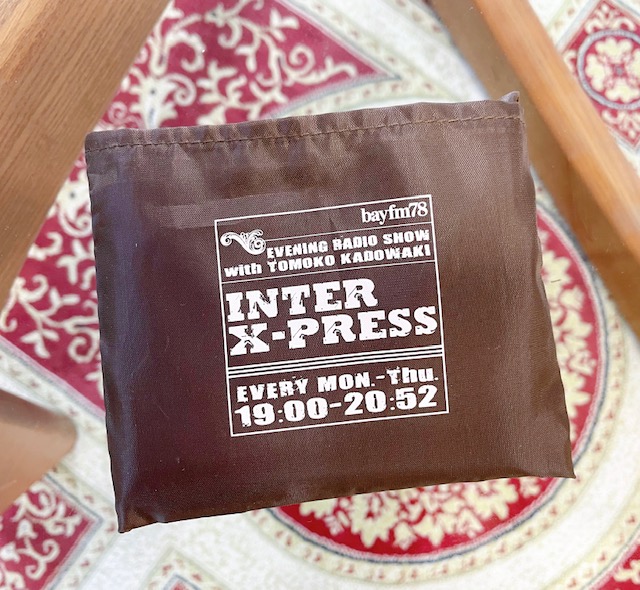 bayfm78
EVENING RADIO SHOW
with TOMOKO KADOWAKI
INTER
X-PRESS
EVERY MON.-Thu.
19:00-20:52